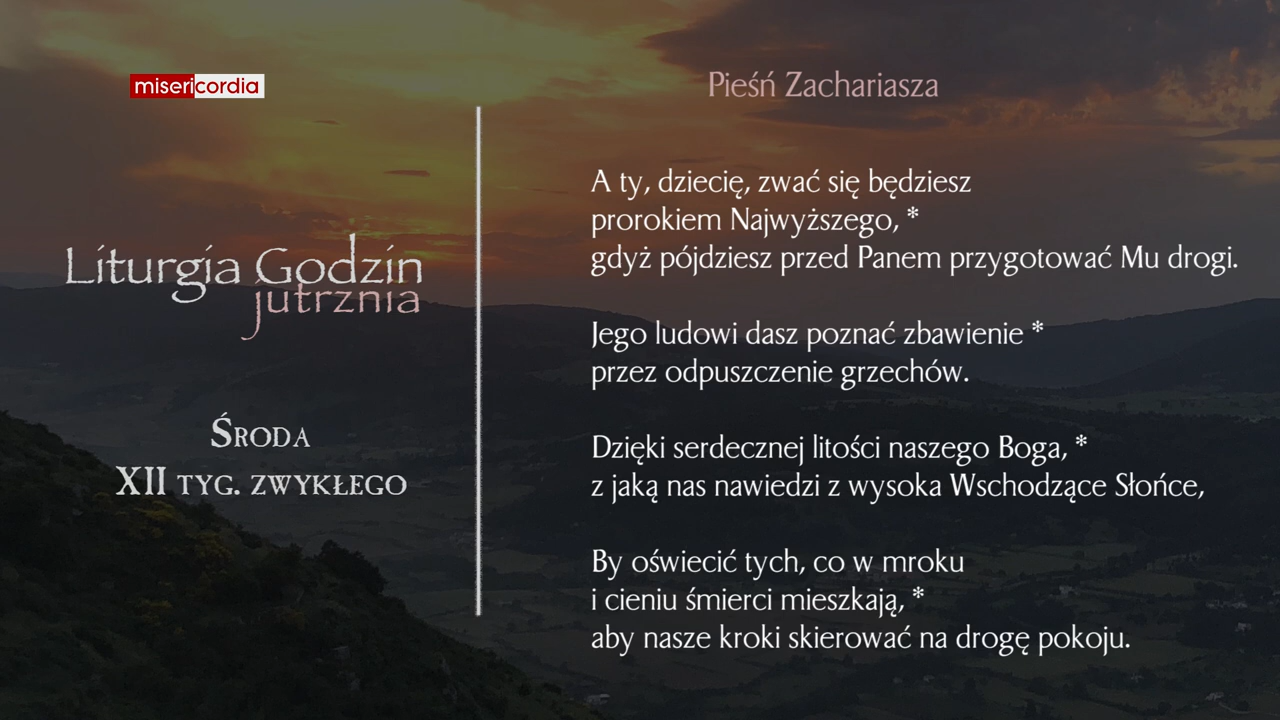 misericordia
Liturgia Godzin
jutrznia
Środa
XII tyg. zwykłego
Pieśń Zachariasza
A ty, dziecię, zwać się będziesz
prorokiem Najwyższego, *
gdyż pójdziesz przed Panem przygotować Mu drogi.
Jego ludowi dasz poznać zbawienie *
przez odpuszczenie grzechów.
Dzięki serdecznej litości naszego Boga, *
z jaką nas nawiedzi z wysoka Wschodzące Słońce,
By oświecić tych, co w mroku
i cieniu śmierci mieszkają, *
aby nasze kroki skierować na drogę pokoju.